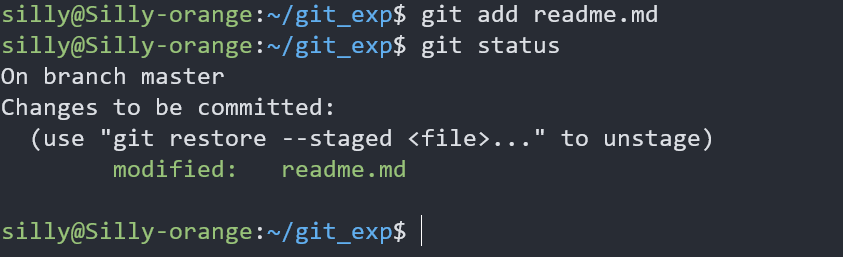 silly@Silly-orange:~/git_exp$ git add readme.md
silly@Silly-orange:~/git_exp$ git status
On branch master
Changes to be committed:
  (use "git restore --staged <file>..." to unstage)
        modified:   readme.md

silly@Silly-orange:~/git_exp$